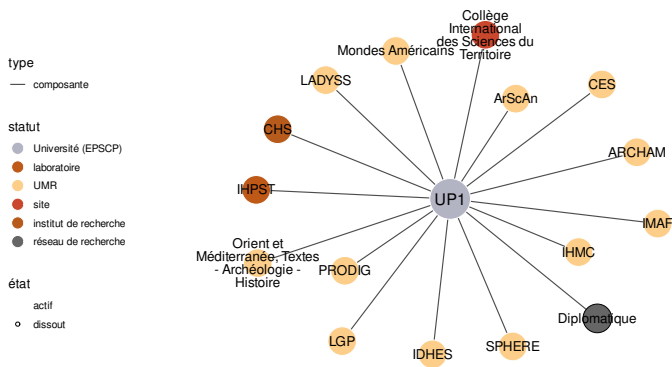 type
composante
statut
Université (EPSCP)
laboratoire
UMR
site
institut de recherche
réseau de recherche
état
actif
dissout
Collège
International
des Sciences du
Territoire
Mondes Américains
LADYSS
ArScAn
CES
CHS
ARCHAM
IHPST
UP1
IMAF
Orient et
Méditerranée, Textes
- Archéologie -
Histoire
PRODIG
IHMC
Diplomatique
LGP
IDHES
SPHERE